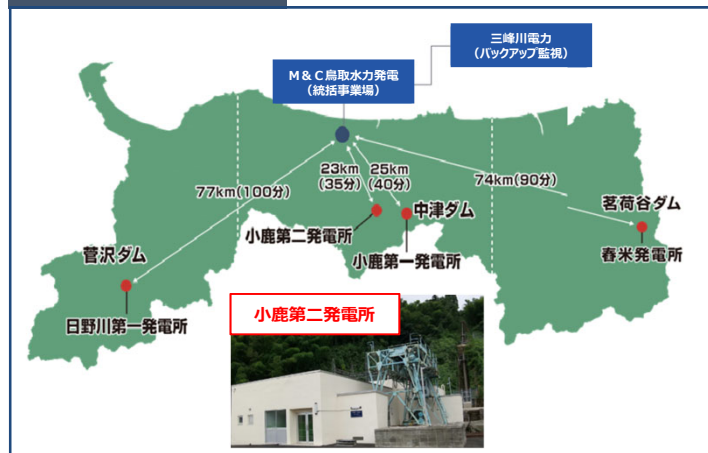 三峰川電力
(バックアップ監視)
M&C鳥取水力発電
(統括事業場)
23km
(35分)
25km
(40分)
77km(100分)
74km(90分)
茗荷谷ダム
中津ダム
小鹿第二発電所
小鹿第一発電所
舂米発電所
菅沢ダム
日野川第一発電所
小鹿第二発電所